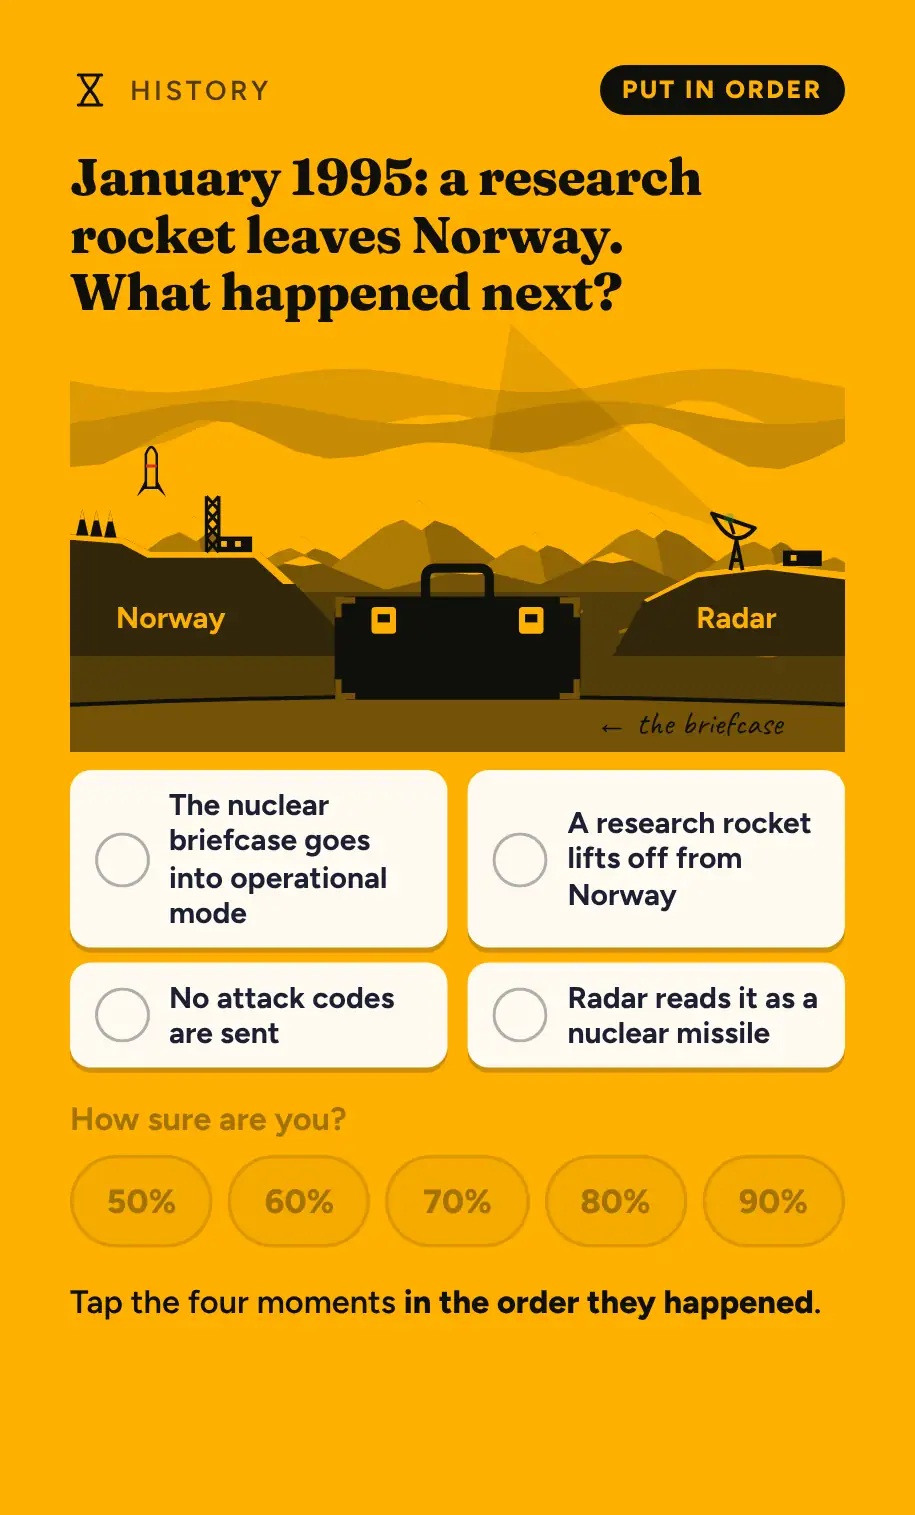 HISTORY
PUT IN ORDER
January 1995: a research
rocket leaves Norway.
What happened next?
Norway
Radar
← the briefcase
The nuclear
briefcase goes
into operational
mode
A research rocket
lifts off from
Norway
No attack codes
are sent
Radar reads it as a
nuclear missile
How sure are you?
50%
60%
70%
80%
90%
Tap the four moments in the order they happened.